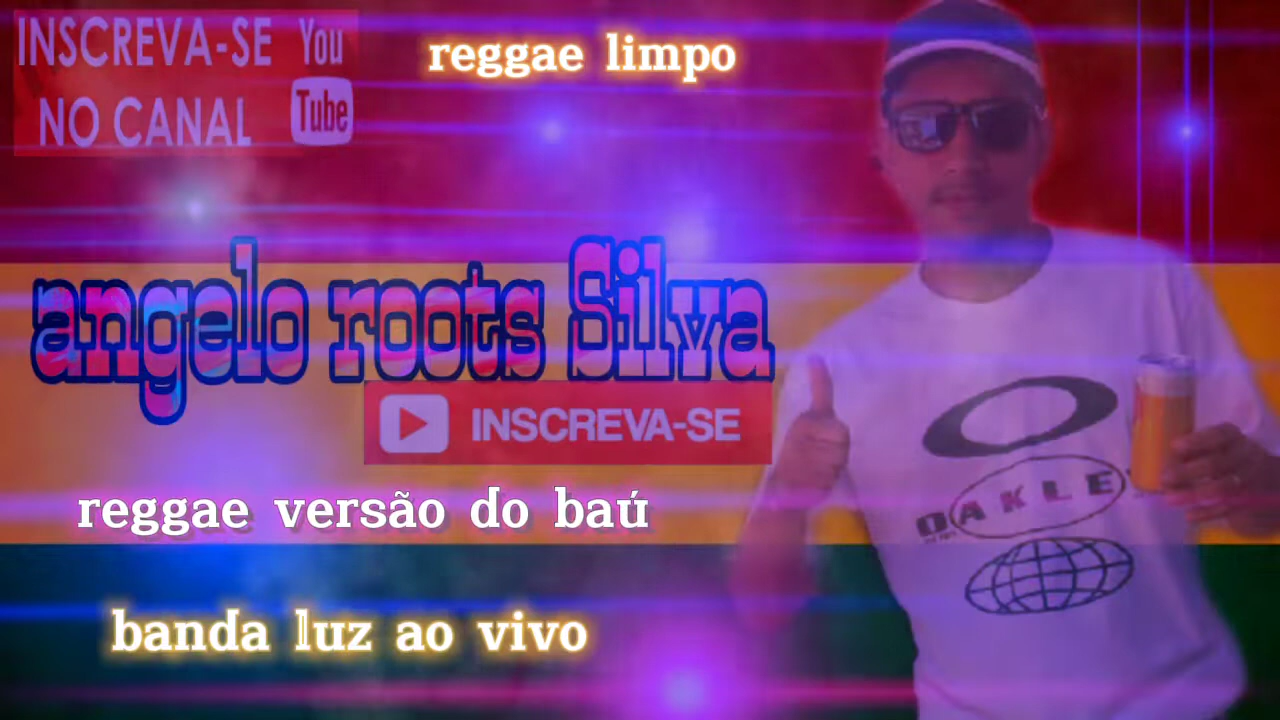 INSCREVA-SE You
NO CANAL Tube
reggae limpo
angelo roots Silva
INSCREVA-SE
reggae versão do baú
banda luz ao vivo
OAKLEY